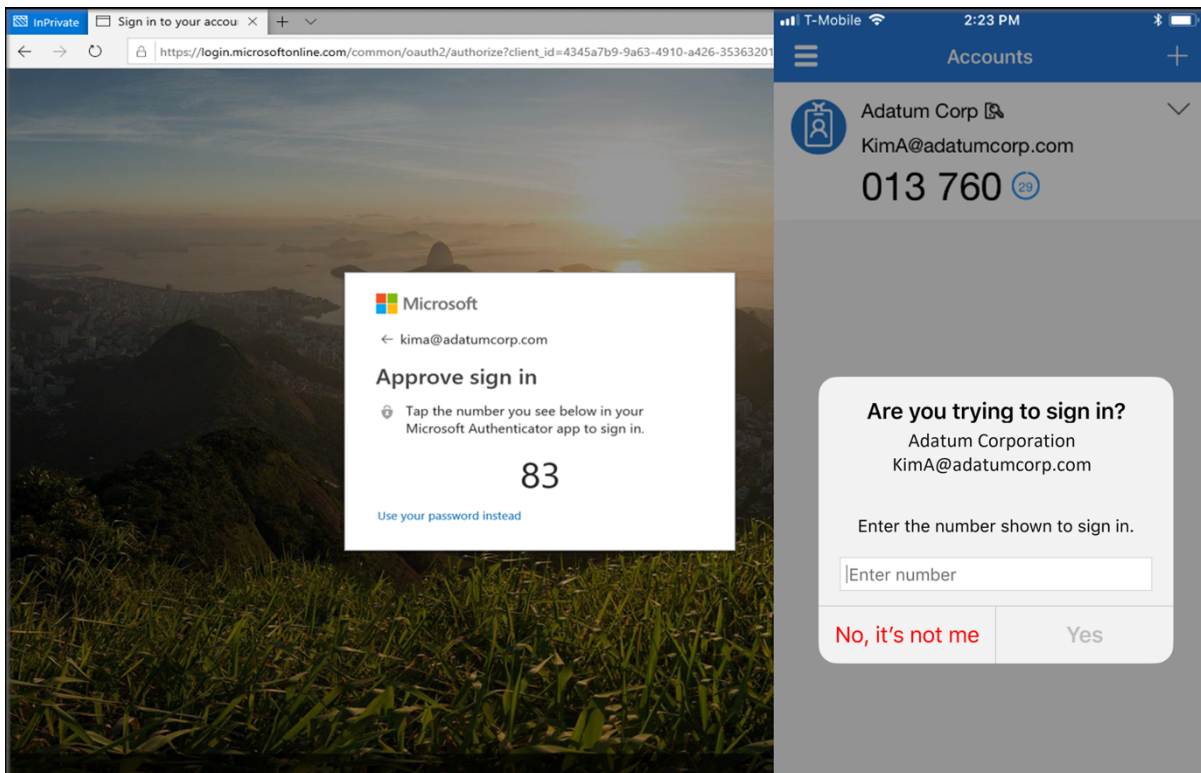 InPrivate
Sign in to your accou
https://login.microsoftonline.com/common/oauth2/authorize?client_id=4345a7b9-9a63-4910-a426-35363201
Microsoft
kima@adatumcorp.com
Approve sign in
Tap the number you see below in your
Microsoft Authenticator app to sign in.
83
Use your password instead
T-Mobile
2:23 PM
Accounts
Adatum Corp
KimA@adatumcorp.com
013 760 29
Are you trying to sign in?
Adatum Corporation
KimA@adatumcorp.com
Enter the number shown to sign in.
Enter number
No, it's not me
Yes